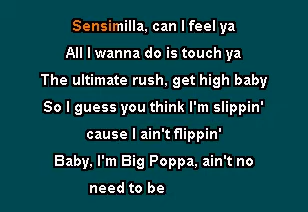 Sensimilla, can I feel ya
All I wanna do is touch ya
The ultimate rush, get high baby
So I guess you think I'm slippin'
cause I ain't flippin'
Baby, I'm Big Poppa, ain't no
need to be